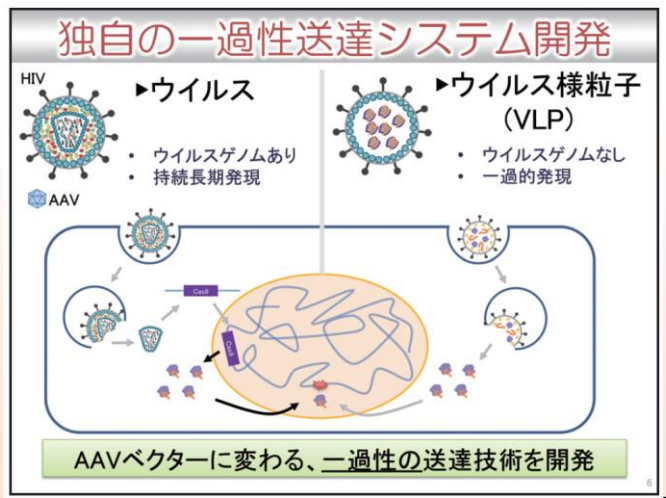 独自の一過性送達システム開発
HIV
▶ウイルス
• ウイルスゲノムあり
• 持続長期発現
AAV
▶ウイルス様粒子
(VLP)
• ウイルスゲノムなし
• 一過的発現
Cas9
Cas9
AAVベクターに変わる、一過性の送達技術を開発
6